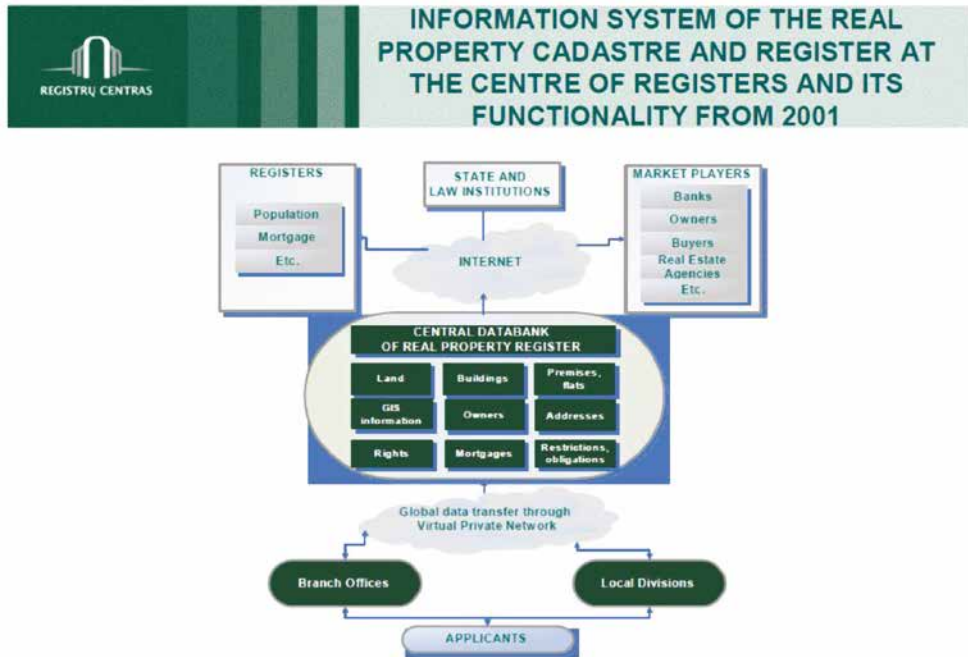 REGISTRŲ CENTRAS
INFORMATION SYSTEM OF THE REAL
PROPERTY CADASTRE AND REGISTER AT
THE CENTRE OF REGISTERS AND ITS
FUNCTIONALITY FROM 2001
REGISTERS
Population
Mortgage
Etc.
STATE AND
LAW INSTITUTIONS
INTERNET
MARKET PLAYERS
Banks
Owners
Buyers
Real Estate
Agencies
Etc.
CENTRAL DATABANK
OF REAL PROPERTY REGISTER
Land
Buildings
Premises,
flats
GIS
information
Owners
Addresses
Rights
Mortgages
Restrictions,
obligations
Global data transfer through
Virtual Private Network
Branch Offices
Local Divisions
APPLICANTS